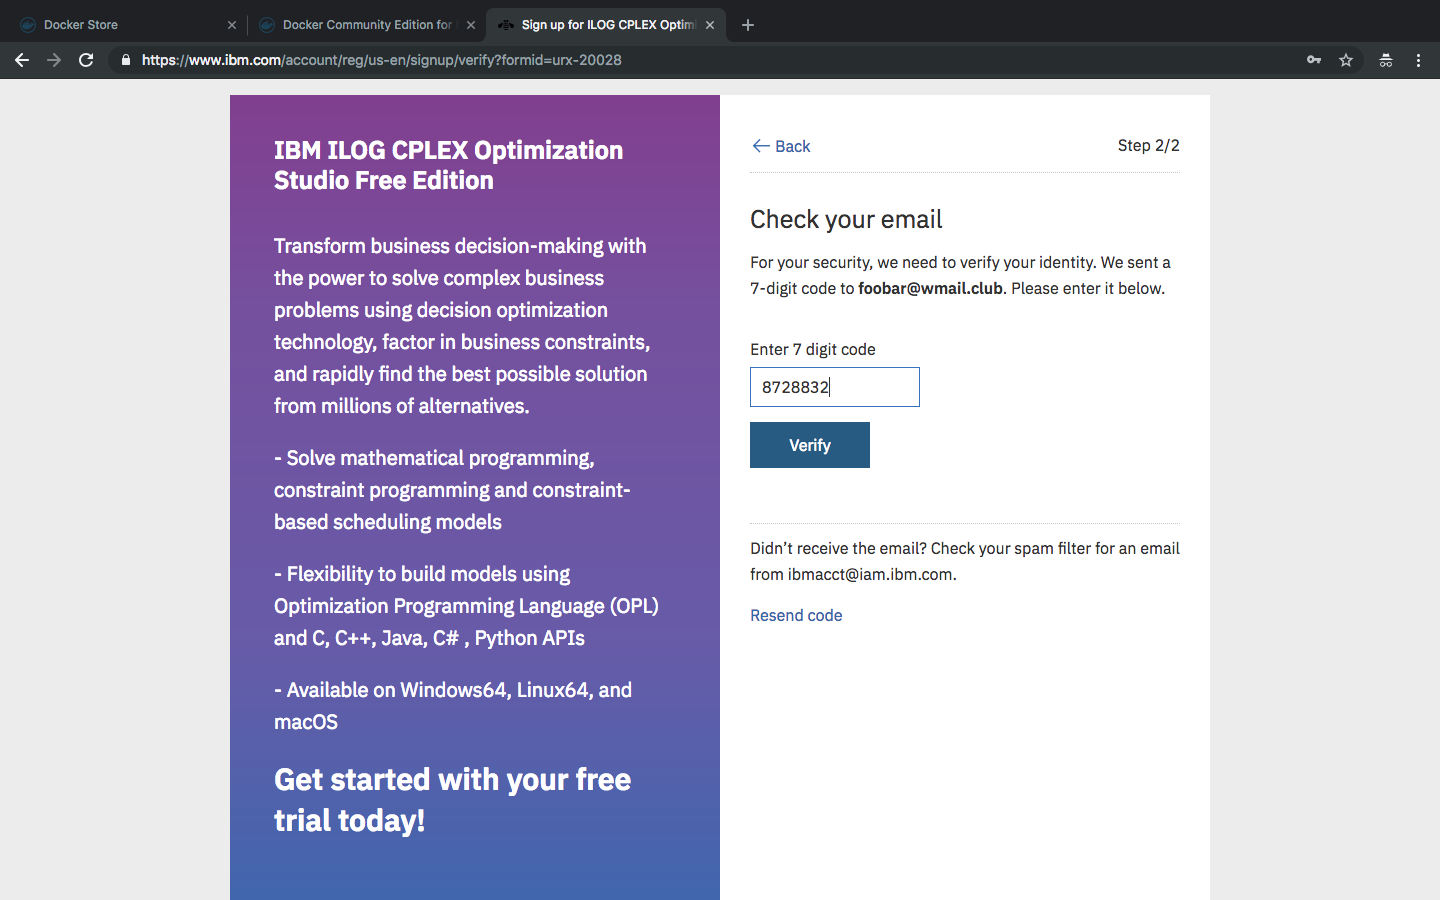 Docker Store
Docker Community Edition for
Sign up for ILOG CPLEX Optim
https://www.ibm.com/account/reg/us-en/signup/verify?formid=urx-20028
IBM ILOG CPLEX Optimization
Studio Free Edition
Transform business decision-making with
the power to solve complex business
problems using decision optimization
technology, factor in business constraints,
and rapidly find the best possible solution
from millions of alternatives.
- Solve mathematical programming,
constraint programming and constraint-
based scheduling models
- Flexibility to build models using
Optimization Programming Language (OPL)
and C, C++, Java, C# , Python APIs
- Available on Windows64, Linux64, and
macOS
Get started with your free
trial today!
Back
Step 2/2
Check your email
For your security, we need to verify your identity. We sent a
7-digit code to foobar@wmail.club. Please enter it below.
Enter 7 digit code
8728832
Verify
Didn’t receive the email? Check your spam filter for an email
from ibmacct@iam.ibm.com.
Resend code